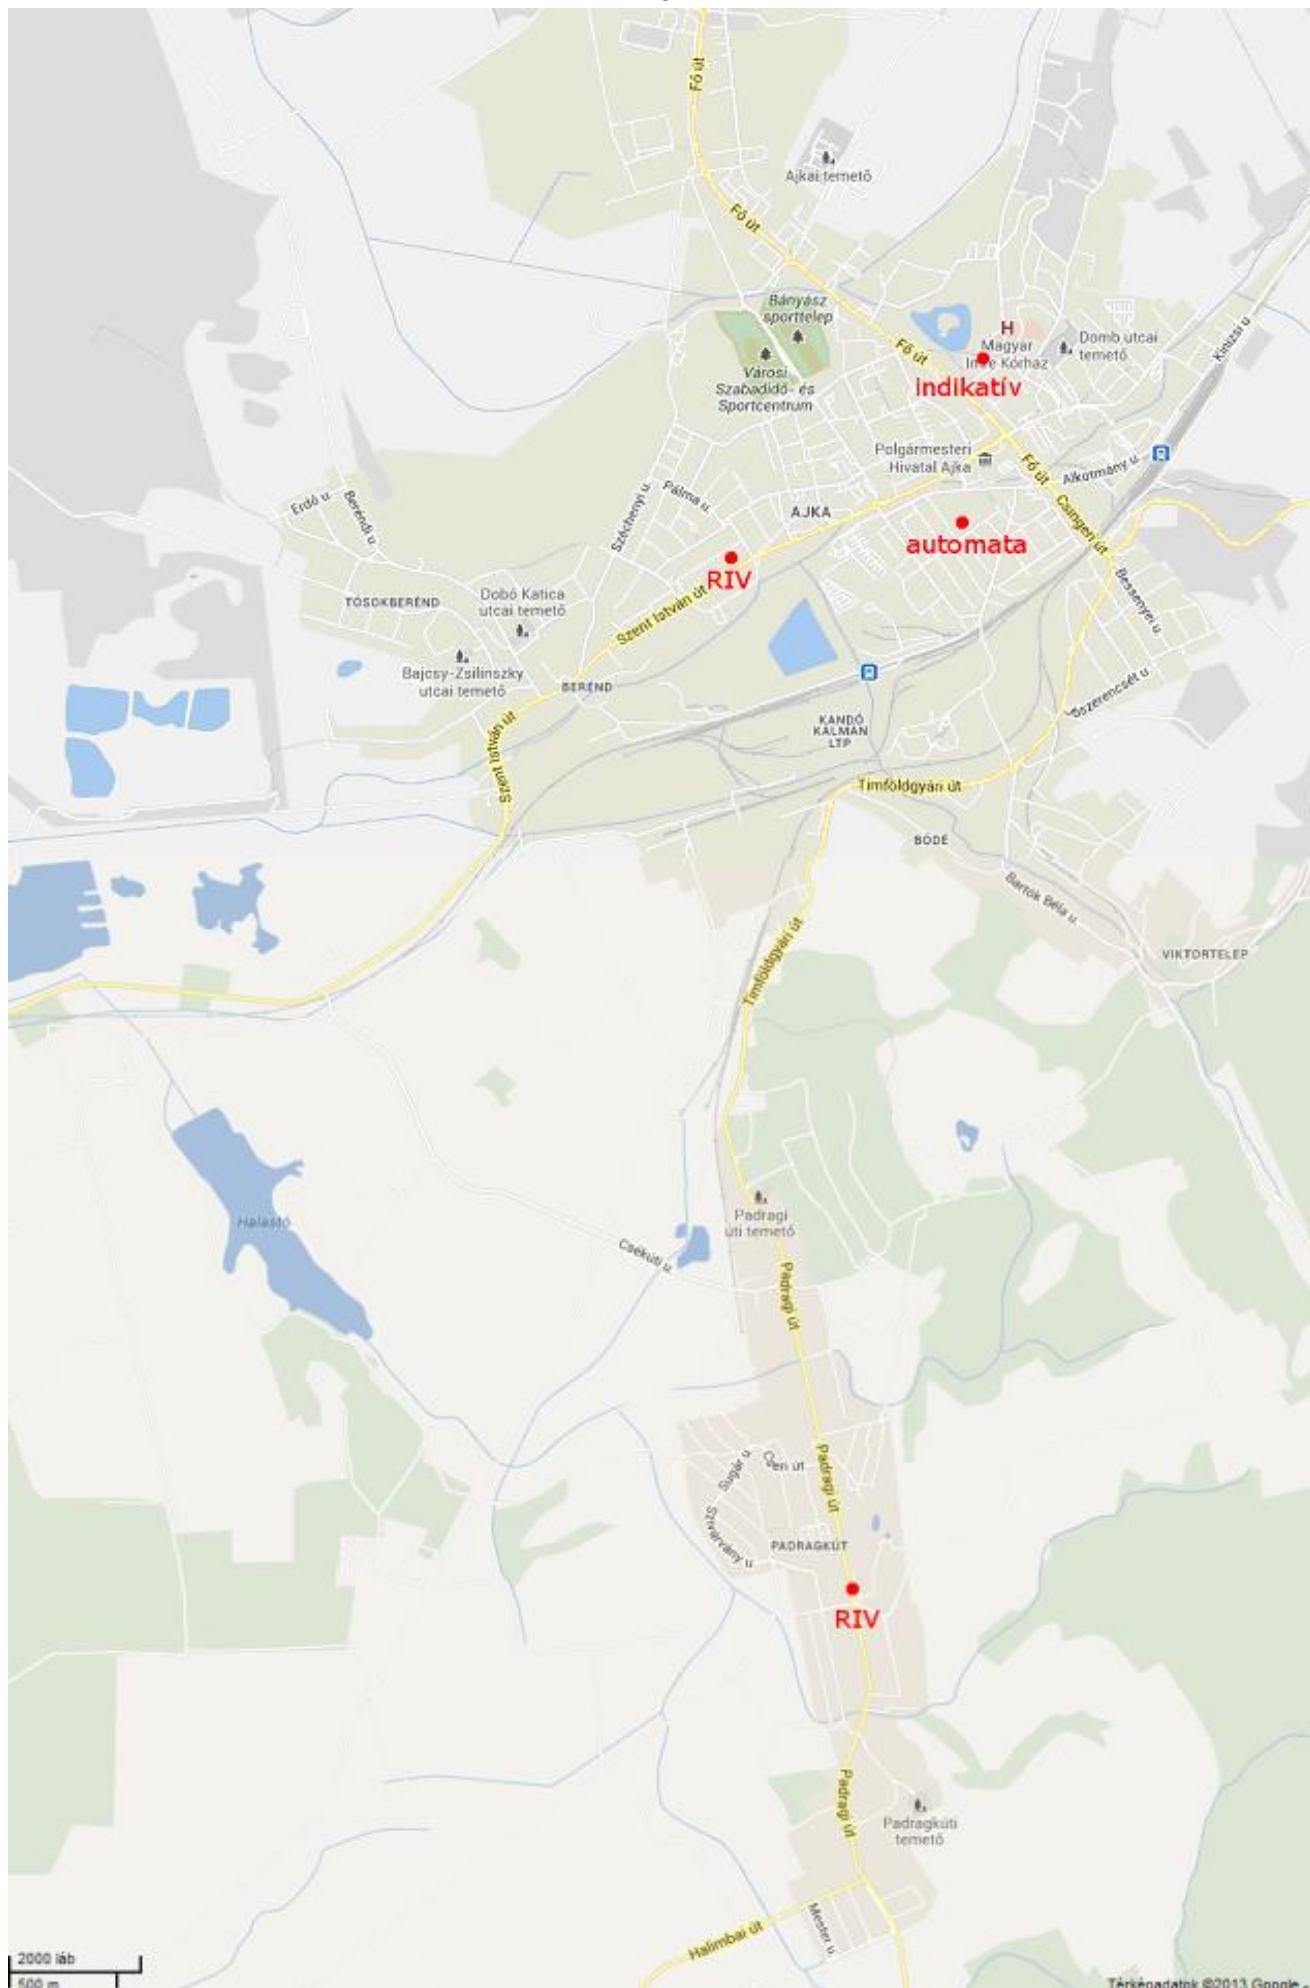 Fő út
Ajkai temető
Fő út
Bányász
sporttelep
H
Magyar
Kórház
Domb utcai
temető
Kinizsi u.
Fő út
Városi
Szabadidő- és
Sportcentrum
indikatív
Polgármesteri
Hivatal Ajka
Fő út
Alkotmány u.
Erdő u.
Beréndi u.
Széchenyi u.
Pálma u.
AJKA
Csingeri út
automata
RIV
Bessenyei u.
TÓSOKBERÉND
Dobó Katica
utcai temető
Szent István út
Bajcsy-Zsilinszky
utcai temető
BERÉND
Őszerencsét u.
Szent István út
KANDÓ
KÁLMÁN
LTP
Timföldgyári út
BÓDÉ
Bartók Béla u.
VIKTORTELEP
Timföldgyári út
Halastó
Padragi
úti temető
Csékúti u.
Padragi út
Sugár u.
Padragi út
Szivárvány u.
PADRAGKÚT
RIV
Padragi út
Padragkúti
temető
Mester u.
Halimbai út
2000 láb
500 m
Térképadatok ©2013 Google -